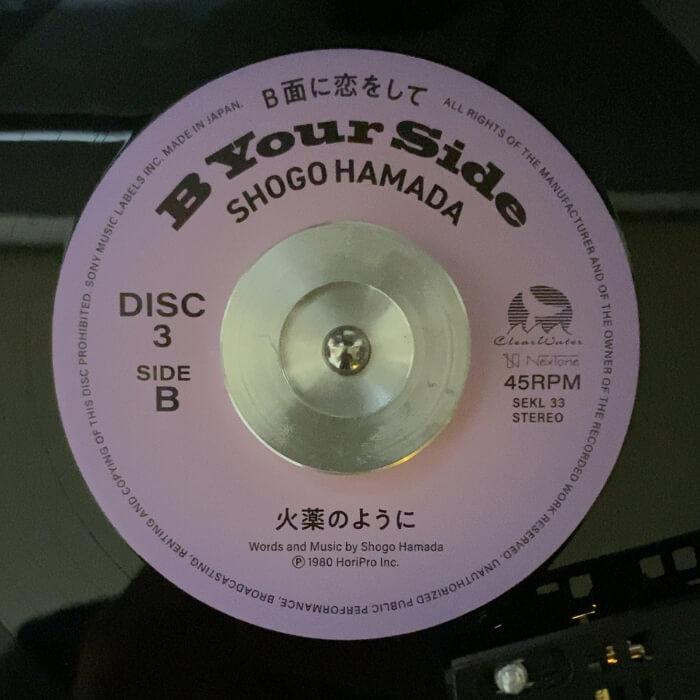 B面に恋をして
B Your Side
SHOGO HAMADA
DISC
3
SIDE
B
ClearWater
NexTone
45RPM
SEKL 33
STEREO
火薬のように
Words and Music by Shogo Hamada
Ⓟ 1980 HoriPro Inc.
ALL RIGHTS OF THE MANUFACTURER AND OF THE OWNER OF THE RECORDED WORK RESERVED. UNAUTHORIZED PUBLIC PERFORMANCE, BROADCASTING, RENTING AND COPYING OF THIS DISC PROHIBITED. SONY MUSIC LABELS INC. MADE IN JAPAN.